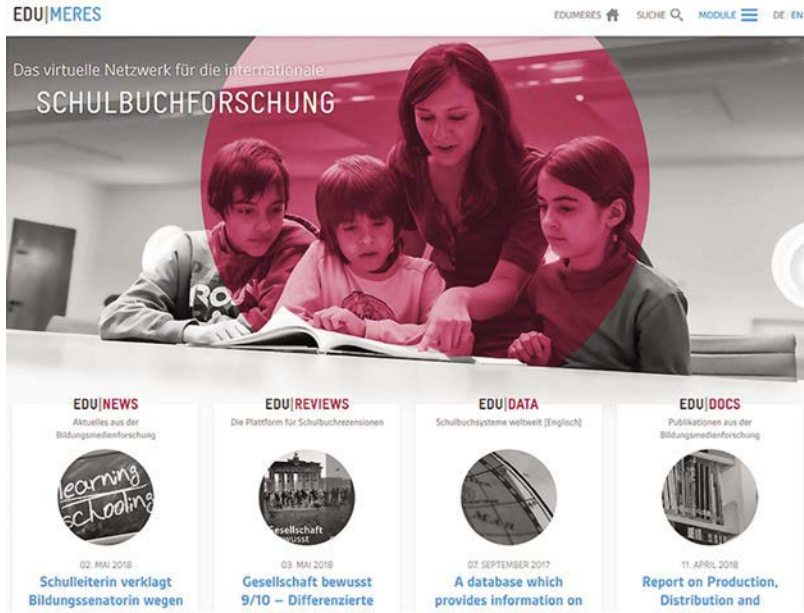 EDU|MERES
EDUMERES SUCHE MODULE DE EN
Das virtuelle Netzwerk für die internationale
SCHULBUCHFORSCHUNG
RO
EDU|NEWS
Aktuelles aus der
Bildungsmedienforschung
learning
schooling
02. MAI 2018
Schulleiterin verklagt
Bildungssenatorin wegen
EDU|REVIEWS
Die Plattform für Schulbuchrezensionen
Gesellschaft
bewusst
03. MAI 2018
Gesellschaft bewusst
9/10 – Differenzierte
EDU|DATA
Schulbuchsysteme weltweit [Englisch]
07. SEPTEMBER 2017
A database which
provides information on
EDU|DOCS
Publikationen aus der
Bildungsmedienforschung
11. APRIL 2018
Report on Production,
Distribution and